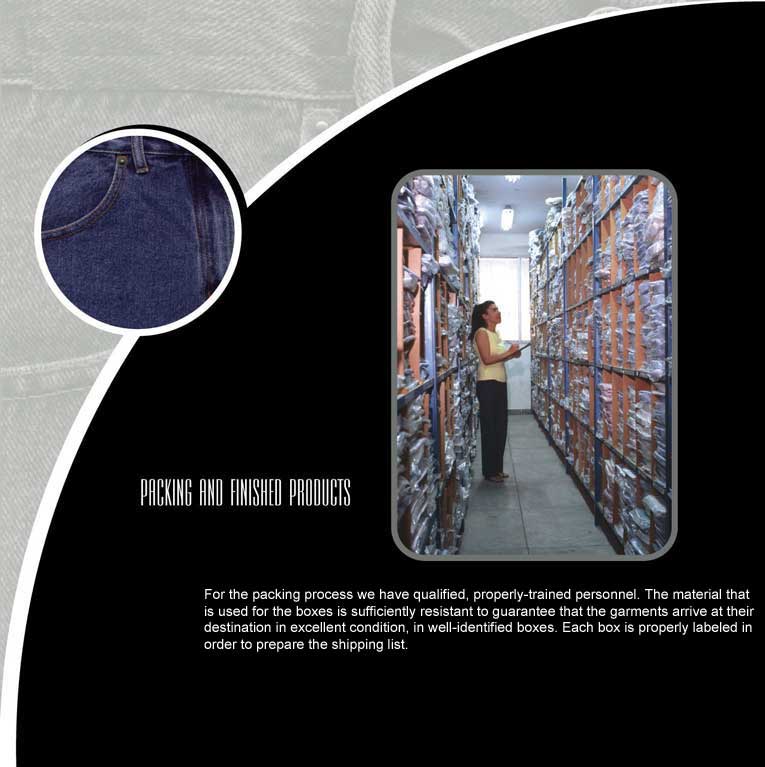 PACKING AND FINISHED PRODUCTS
For the packing process we have qualified, properly-trained personnel. The material that
is used for the boxes is sufficiently resistant to guarantee that the garments arrive at their
destination in excellent condition, in well-identified boxes. Each box is properly labeled in
order to prepare the shipping list.